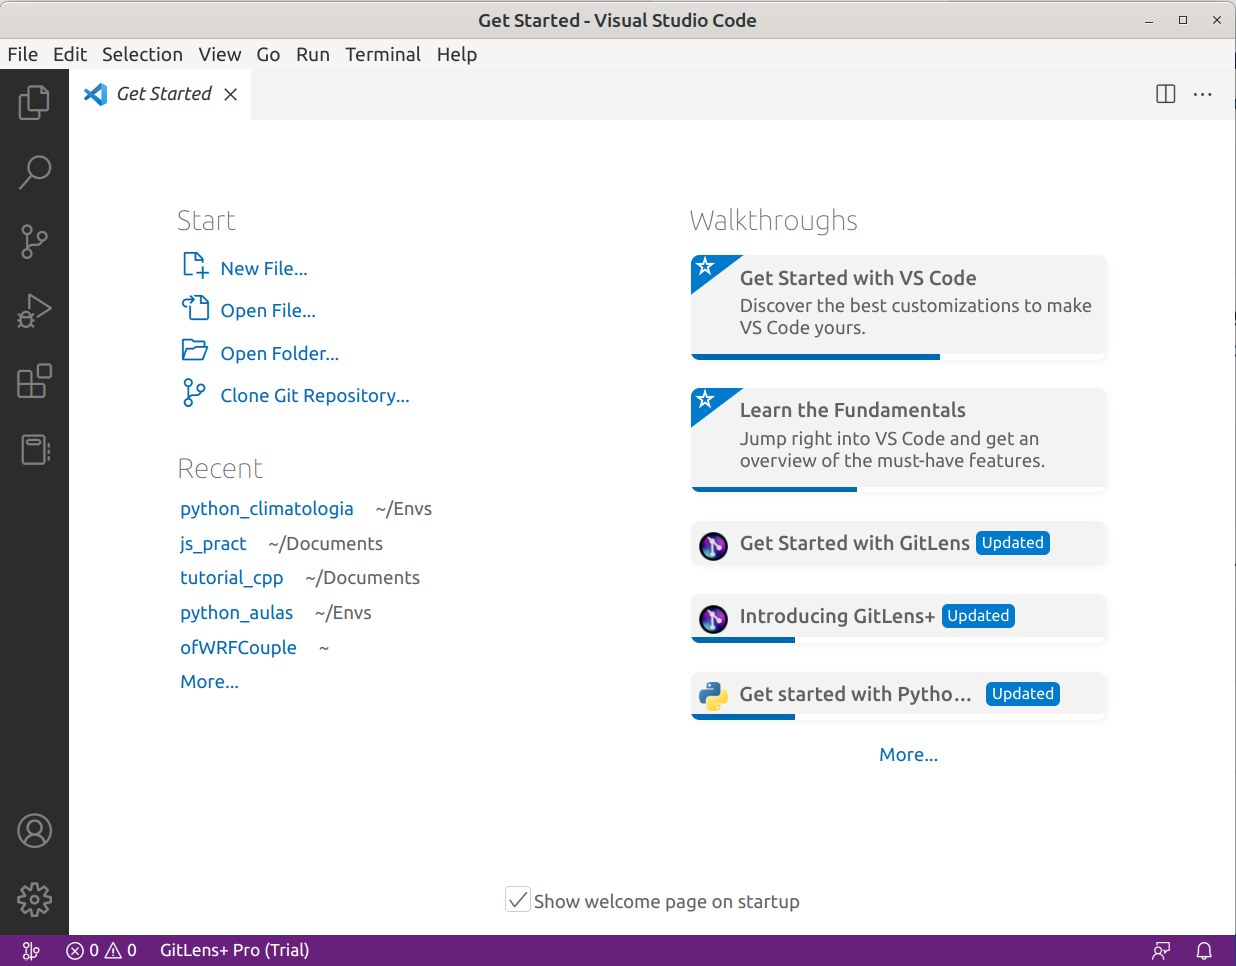 Get Started - Visual Studio Code
File Edit Selection View Go Run Terminal Help
Get Started
Start
New File...
Open File...
Open Folder...
Clone Git Repository...
Recent
python_climatologia ~/Envs
js_pract ~/Documents
tutorial_cpp ~/Documents
python_aulas ~/Envs
ofWRFCouple ~
More...
Walkthroughs
Get Started with VS Code
Discover the best customizations to make
VS Code yours.
Learn the Fundamentals
Jump right into VS Code and get an
overview of the must-have features.
Get Started with GitLens Updated
Introducing GitLens+ Updated
Get started with Pytho... Updated
More...
Show welcome page on startup
0 0 GitLens+ Pro (Trial)